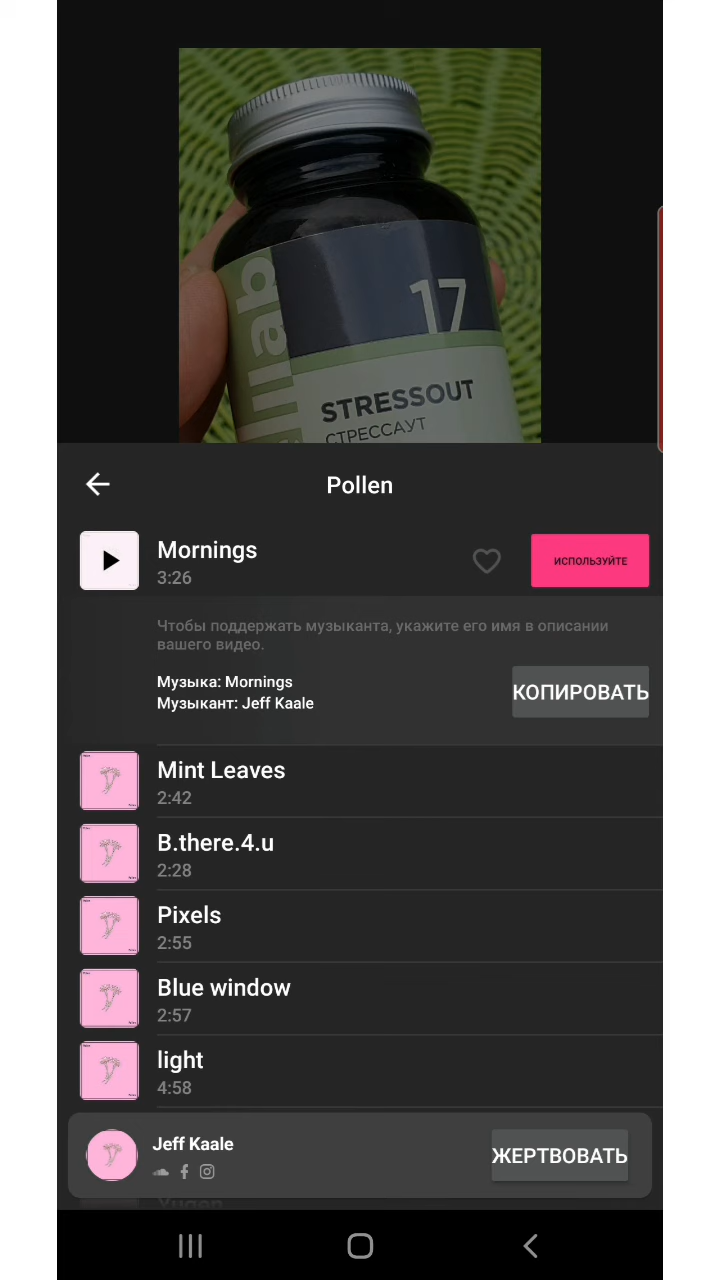 17
STRESSOUT
СТРЕССАУТ
Pollen
Mornings
3:26
ИСПОЛЬЗУЙТЕ
Чтобы поддержать музыканта, укажите его имя в описании
вашего видео.
Музыка: Mornings
Музыкант: Jeff Kaale
КОПИРОВАТЬ
Mint Leaves
2:42
B.there.4.u
2:28
Pixels
2:55
Blue window
2:57
light
4:58
Jeff Kaale
ЖЕРТВОВАТЬ